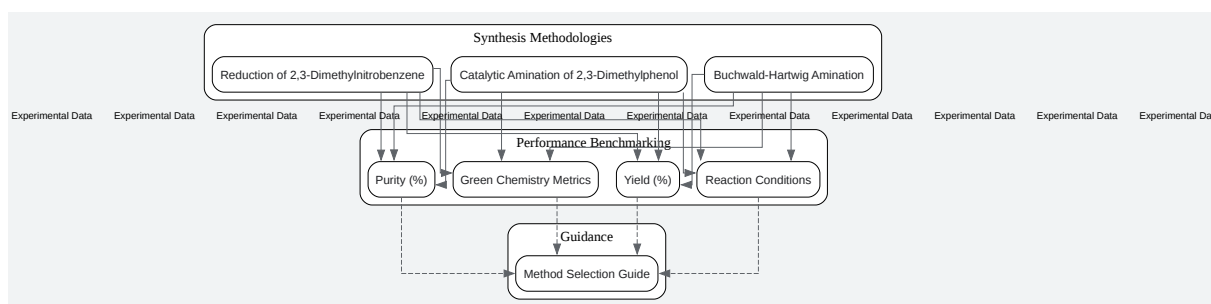 Synthesis Methodologies
Reduction of 2,3-Dimethylnitrobenzene
Catalytic Amination of 2,3-Dimethylphenol
Buchwald-Hartwig Amination
Experimental Data
Experimental Data
Experimental Data
Experimental Data
Experimental Data
Experimental Data
Experimental Data
Experimental Data
Experimental Data
Experimental Data
Experimental Data
Experimental Da
Performance Benchmarking
Purity (%)
Green Chemistry Metrics
Yield (%)
Reaction Conditions
Guidance
Method Selection Guide